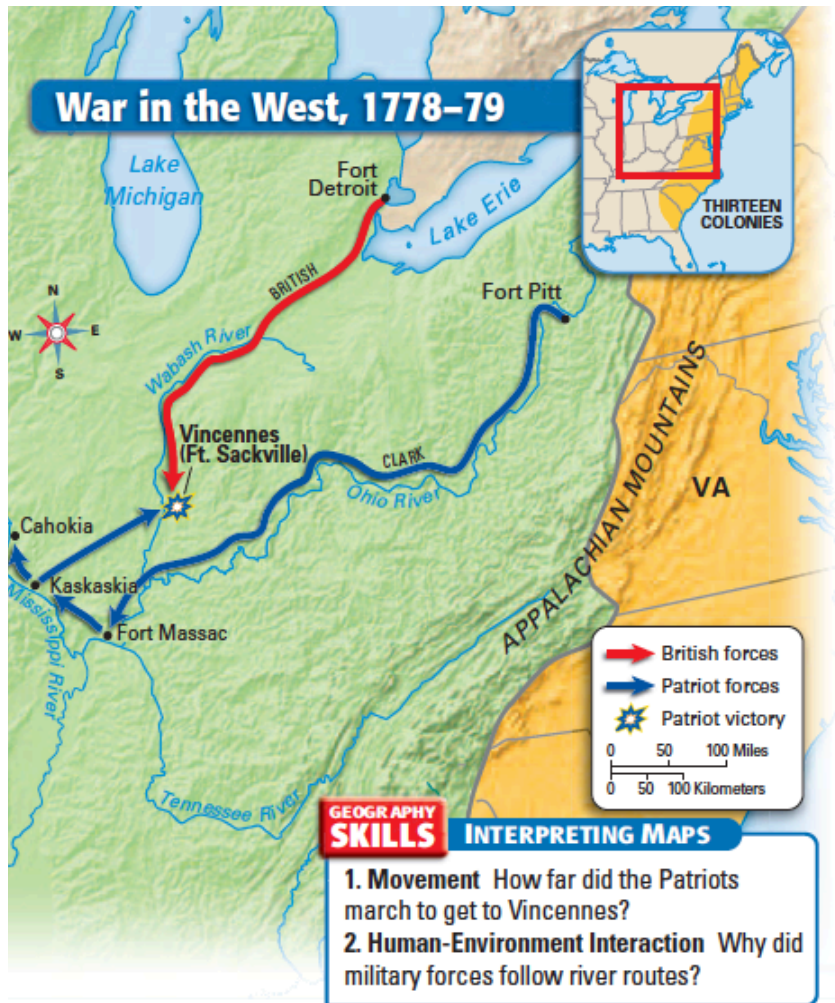 War in the West, 1778–79
THIRTEEN
COLONIES
Lake
Michigan
Fort
Detroit
Lake Erie
BRITISH
Fort Pitt
N
W
E
S
Wabash River
Vincennes
(Ft. Sackville)
CLARK
Ohio River
APPALACHIAN MOUNTAINS
VA
Cahokia
Kaskaskia
Mississippi River
Fort Massac
Tennessee River
British forces
Patriot forces
Patriot victory
0 50 100 Miles
0 50 100 Kilometers
GEOGRAPHY
SKILLS
INTERPRETING MAPS
1. Movement How far did the Patriots
march to get to Vincennes?
2. Human-Environment Interaction Why did
military forces follow river routes?